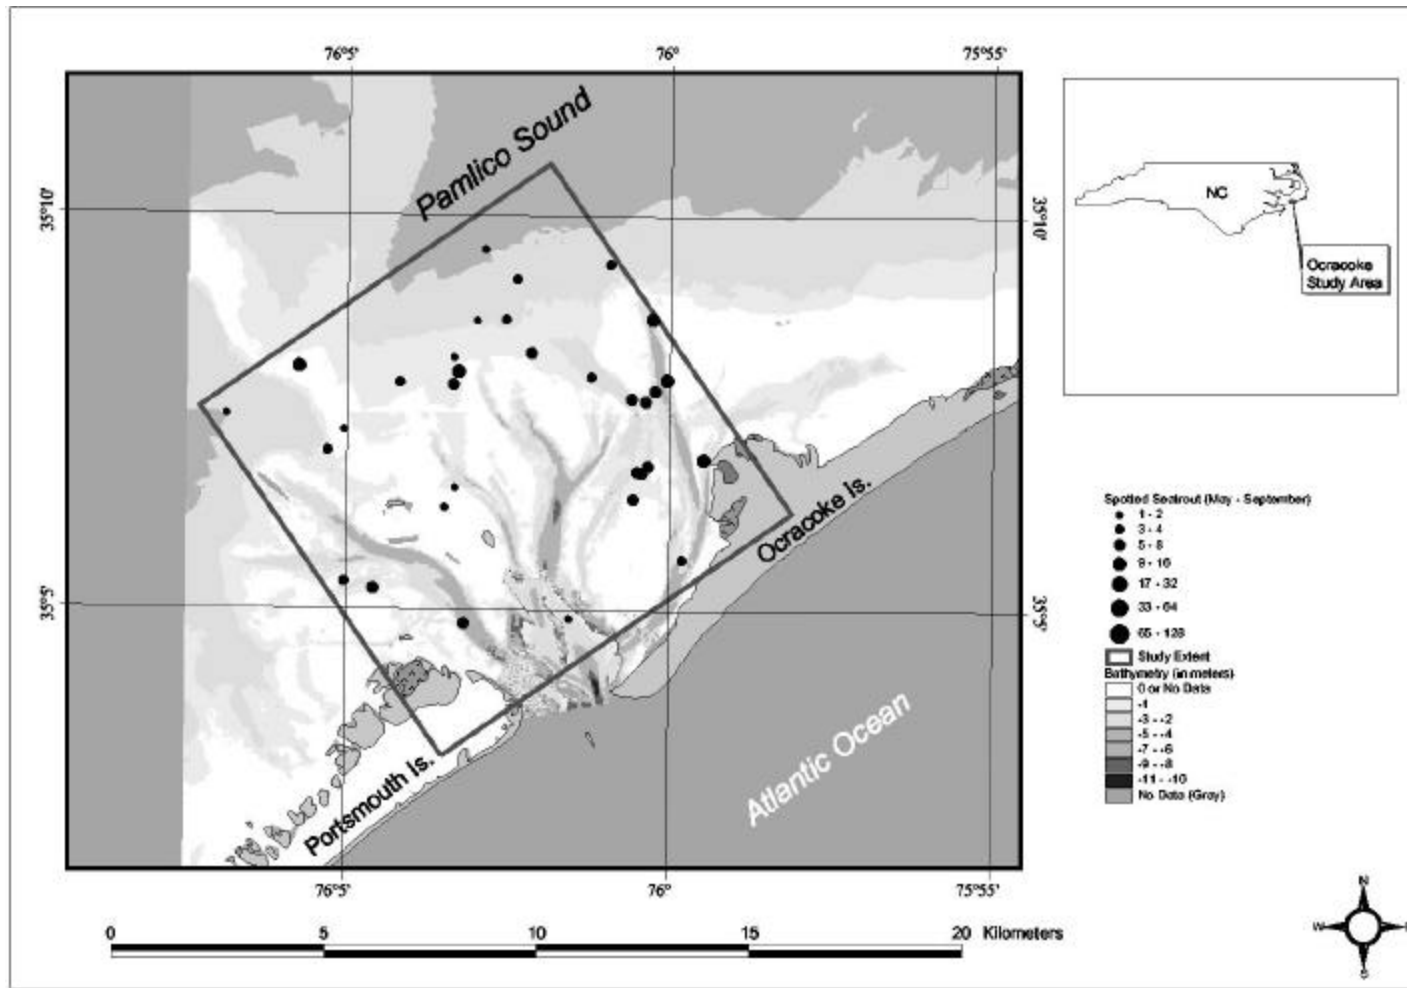 76°5'
76°
75°55'
Pamlico Sound
35°10'
35°10'
NC
Ocracoke
Study Area
Ocracoke Is.
35°5'
35°5'
Atlantic Ocean
Portsmouth Is.
76°5'
76°
75°55'
0 5 10 15 20 Kilometers
Spotted Seatrout (May - September)
1 - 2
3 - 4
5 - 8
9 - 16
17 - 32
33 - 64
65 - 128
Study Extent
Bathymetry (in meters)
0 or No Data
-1
-3 - -2
-5 - -4
-7 - -6
-9 - -8
-11 - -10
No Data (Gray)
N
W
S